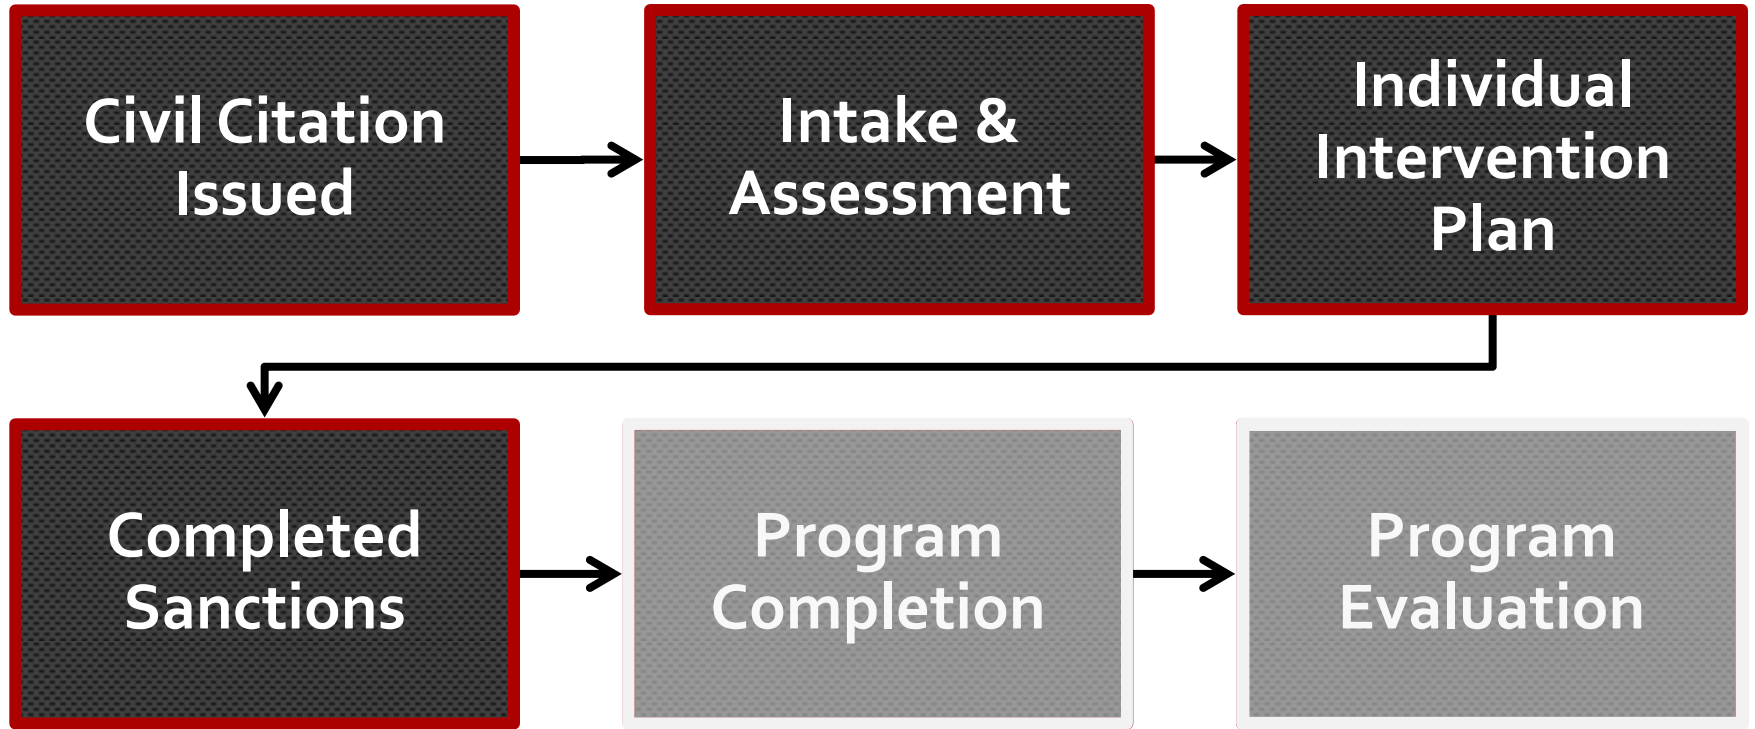 Civil Citation
Issued
Intake &
Assessment
Individual
Intervention
Plan
Completed
Sanctions
Program
Completion
Program
Evaluation